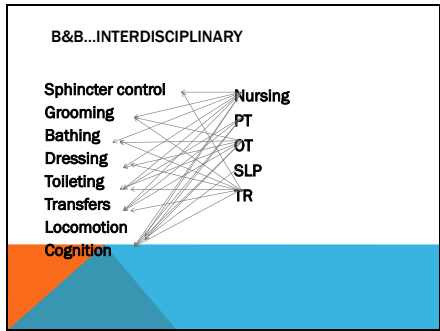 B&B...INTERDISCIPLINARY
Sphincter control
Grooming
Bathing
Dressing
Toileting
Transfers
Locomotion
Cognition
Nursing
PT
OT
SLP
TR